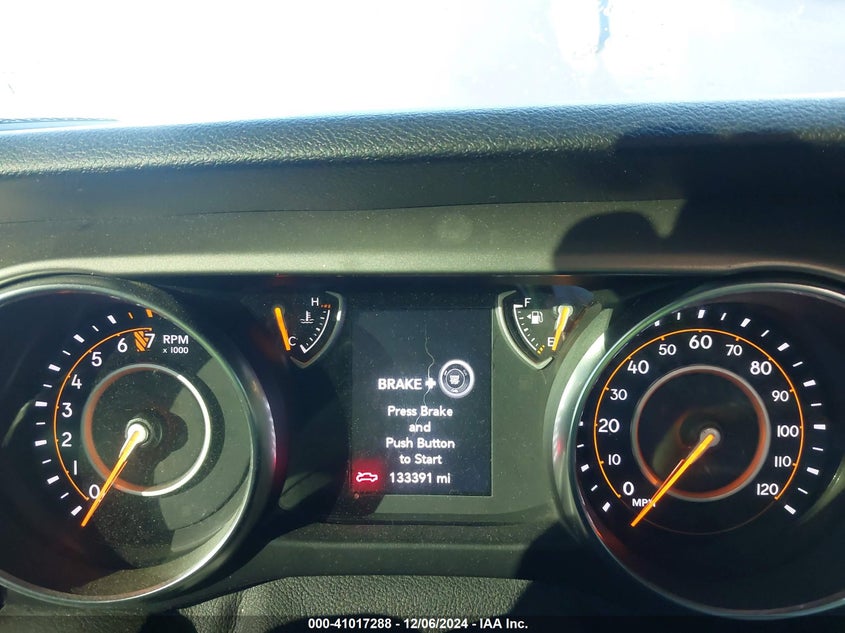 7
6
5
4
3
2
1
0
RPM
x 1000
H
C
BRAKE +
Press Brake
and
Push Button
to Start
133391 mi
F
E
0
10
20
30
40
50
60
70
80
90
100
110
120
MPH
000-41017288 - 12/06/2024 - IAA Inc.